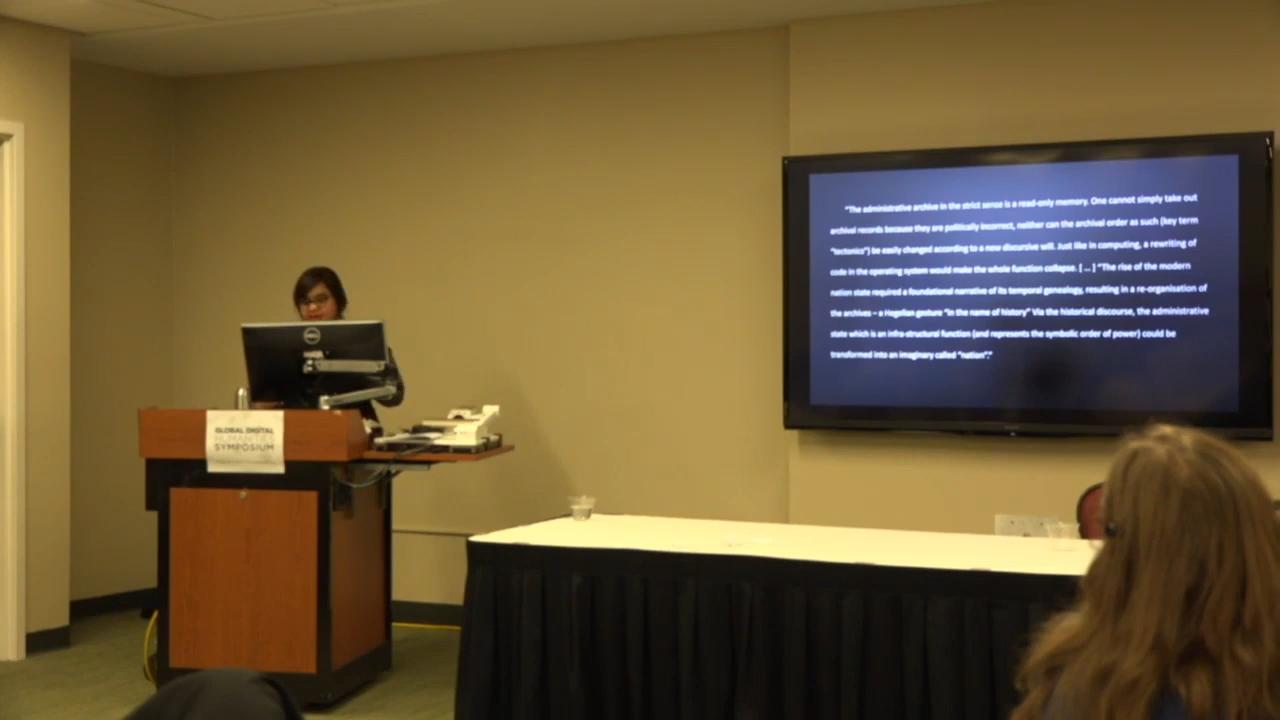 GLOBAL DIGITAL
HUMANITIES
SYMPOSIUM
DELL
"The administrative archive in the strict sense is a read-only memory. One cannot simply take out
archival records because they are politically incorrect, neither can the archival order as such (key term
"tectonics") be easily changed according to a new discursive will. Just like in computing, a rewriting of
code in the operating system would make the whole function collapse. [ ... ] "The rise of the modern
nation state required a foundational narrative of its temporal genealogy, resulting in a re-organisation of
the archives – a Hegelian gesture "in the name of history" Via the historical discourse, the administrative
state which is an infra-structural function (and represents the symbolic order of power) could be
transformed into an imaginary called "nation"."